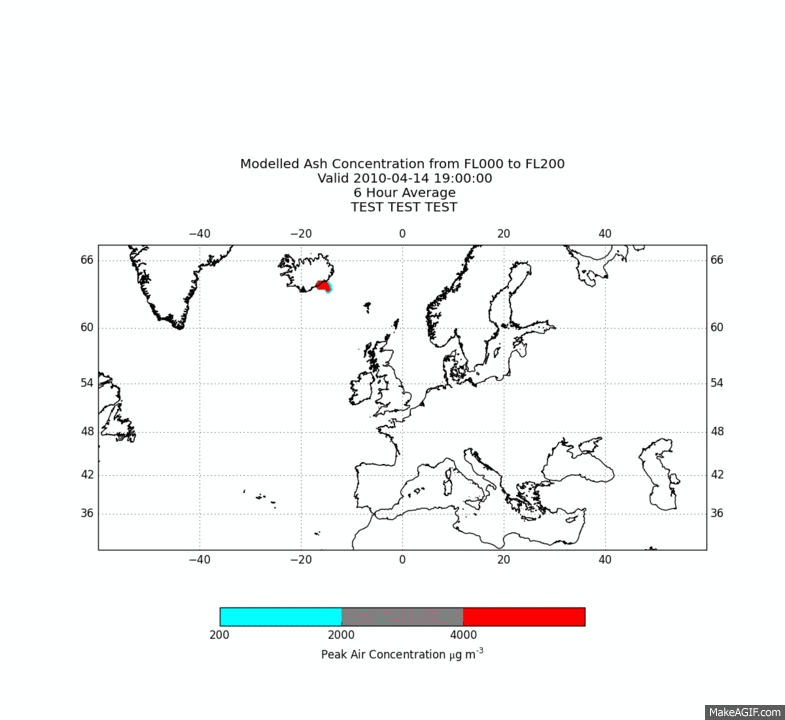 Modelled Ash Concentration from FL000 to FL200
Valid 2010-04-14 19:00:00
6 Hour Average
TEST TEST TEST
−40 −20 0 20 40
66 66
60 60
54 54
48 48
42 42
36 36
−40 −20 0 20 40
200 2000 4000
Peak Air Concentration μg m⁻³
MakeAGIF.com